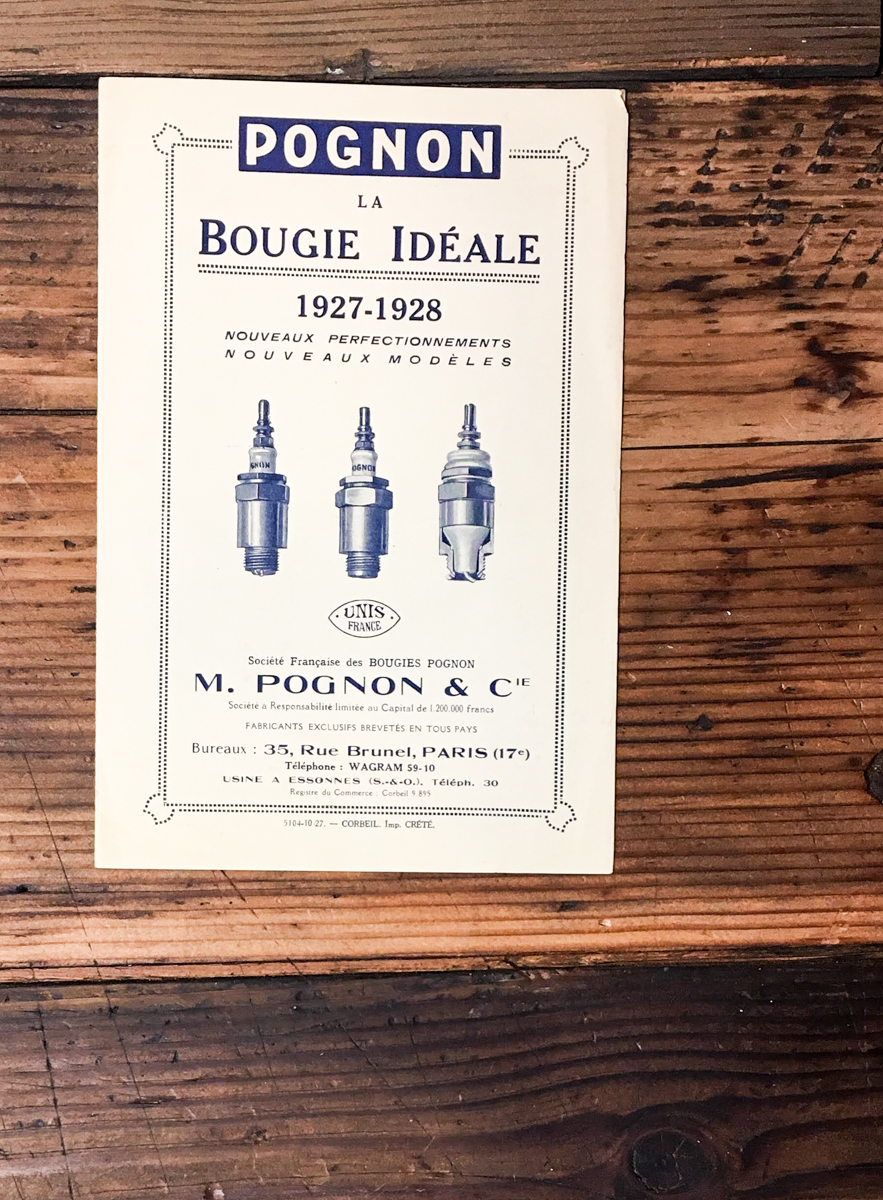 POGNON
LA
BOUGIE IDÉALE
1927-1928
NOUVEAUX PERFECTIONNEMENTS
NOUVEAUX MODÈLES
GNON
OGNON
UNIS
FRANCE
Société Française des BOUGIES POGNON
M. POGNON & CIE
Société à Responsabilité limitée au Capital de 1.200.000 francs
FABRICANTS EXCLUSIFS BREVETÉS EN TOUS PAYS
Bureaux : 35, Rue Brunel, PARIS (17e)
Téléphone : WAGRAM 59-10
USINE A ESSONNES (S.-&-O.), Téléph. 30
Registre du Commerce : Corbeil 9.895
5104-10-27. — CORBEIL. Imp. CRÉTÉ.